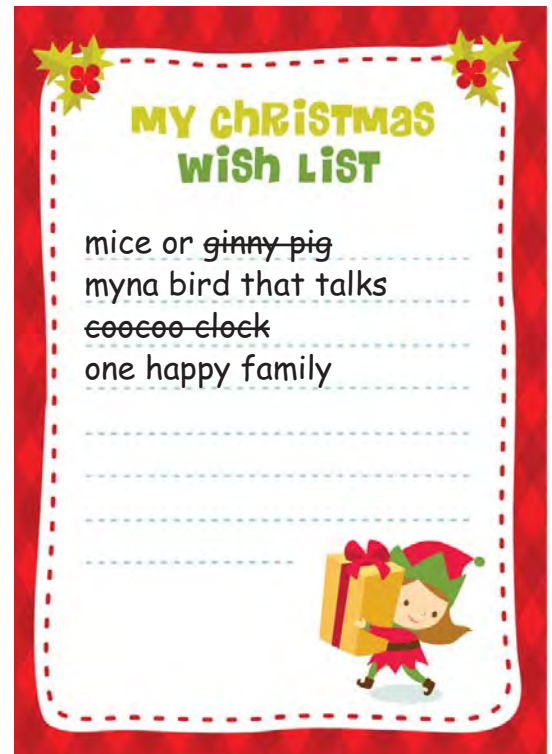 MY CHRiSTMaS
WiSh LiST
mice or ginny pig
myna bird that talks
coocoo clock
one happy family